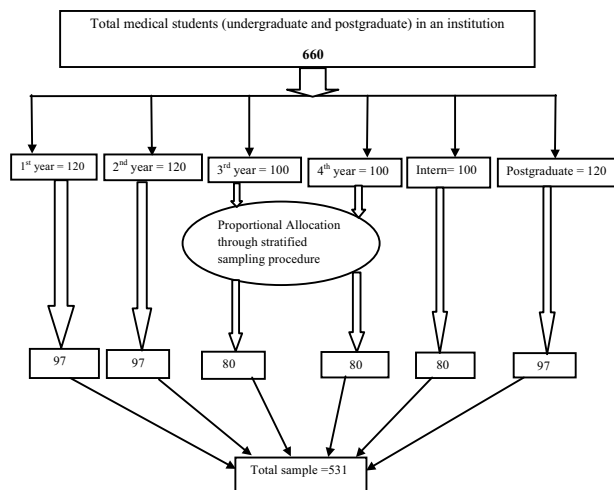 Total medical students (undergraduate and postgraduate) in an institution
660
1st year = 120
2nd year = 120
3rd year = 100
4th year = 100
Intern= 100
Postgraduate = 120
Proportional Allocation
through stratified
sampling procedure
97
97
80
80
80
97
Total sample =531